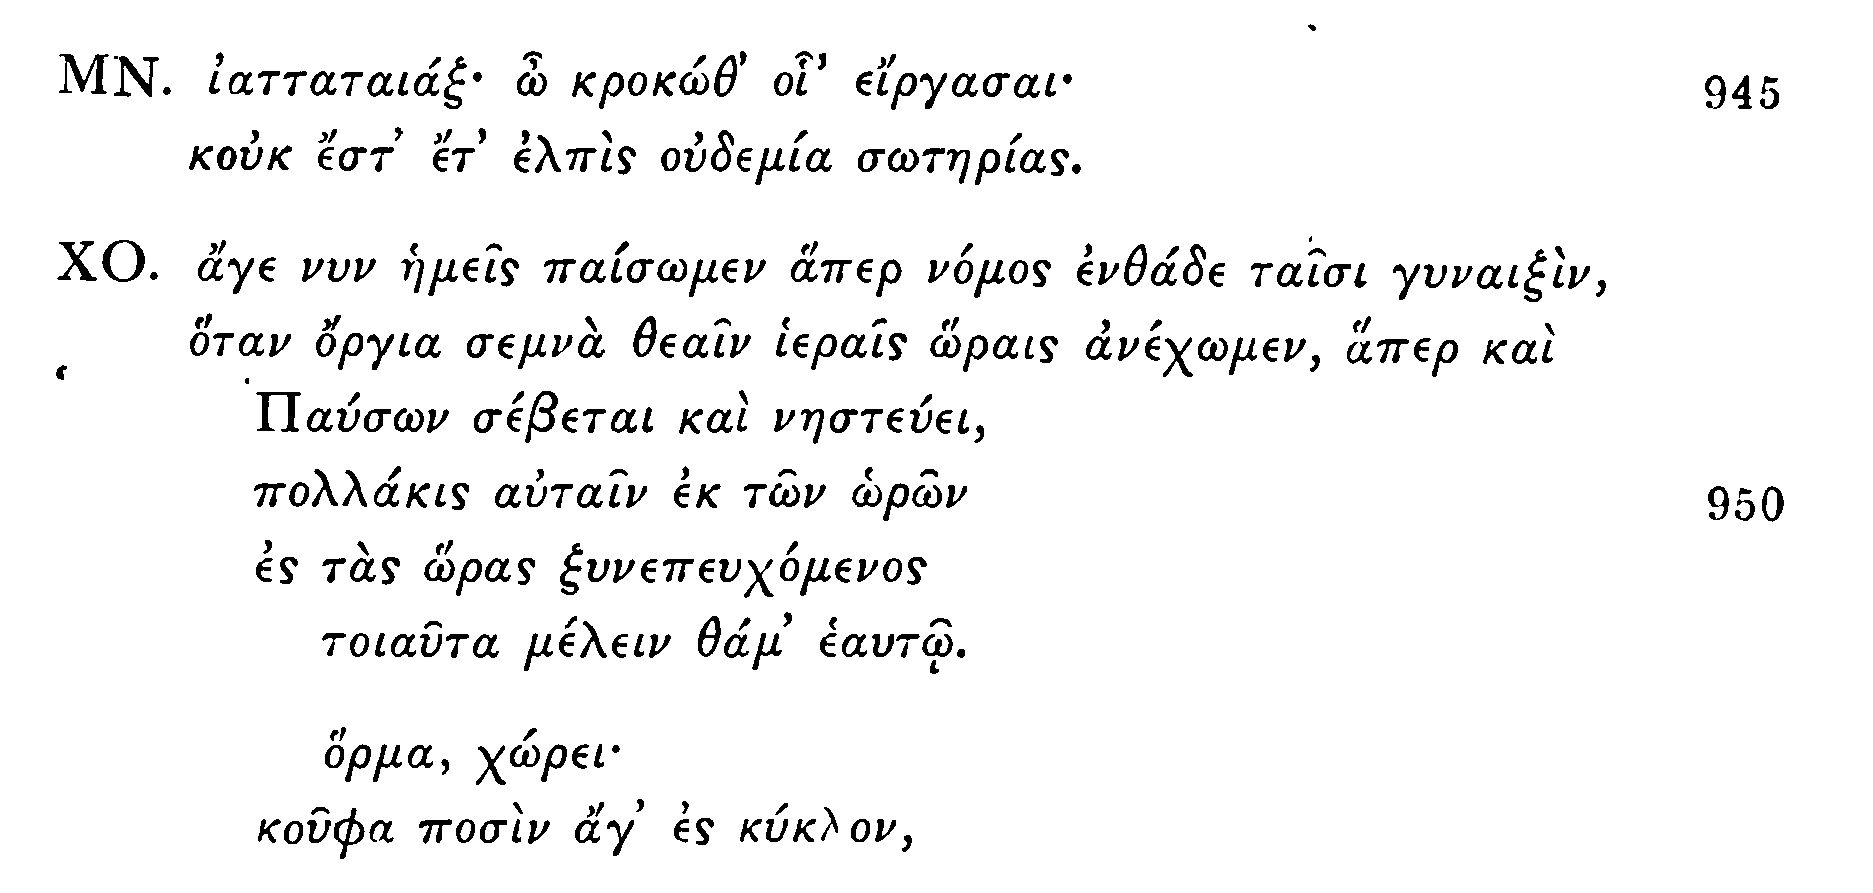 ΜΝ. ἰατταταιάξ· ὦ κροκώθ’ οἷ’ εἴργασαι· 945
κοὐκ ἔστ’ ἔτ’ ἐλπὶς οὐδεμία σωτηρίας.
ΧΟ. ἄγε νυν ἡμεῖς παίσωμεν ἅπερ νόμος ἐνθάδε ταῖσι γυναιξὶν,
ὅταν ὄργια σεμνὰ θεαῖν ἱεραῖς ὥραις ἀνέχωμεν, ἅπερ καὶ
Παύσων σέβεται καὶ νηστεύει,
πολλάκις αὐταῖν ἐκ τῶν ὡρῶν 950
ἐς τὰς ὥρας ξυνεπευχόμενος
τοιαῦτα μέλειν θάμ’ ἑαυτῷ.
ὅρμα, χώρει·
κοῦφα ποσὶν ἄγ’ ἐς κύκλον,